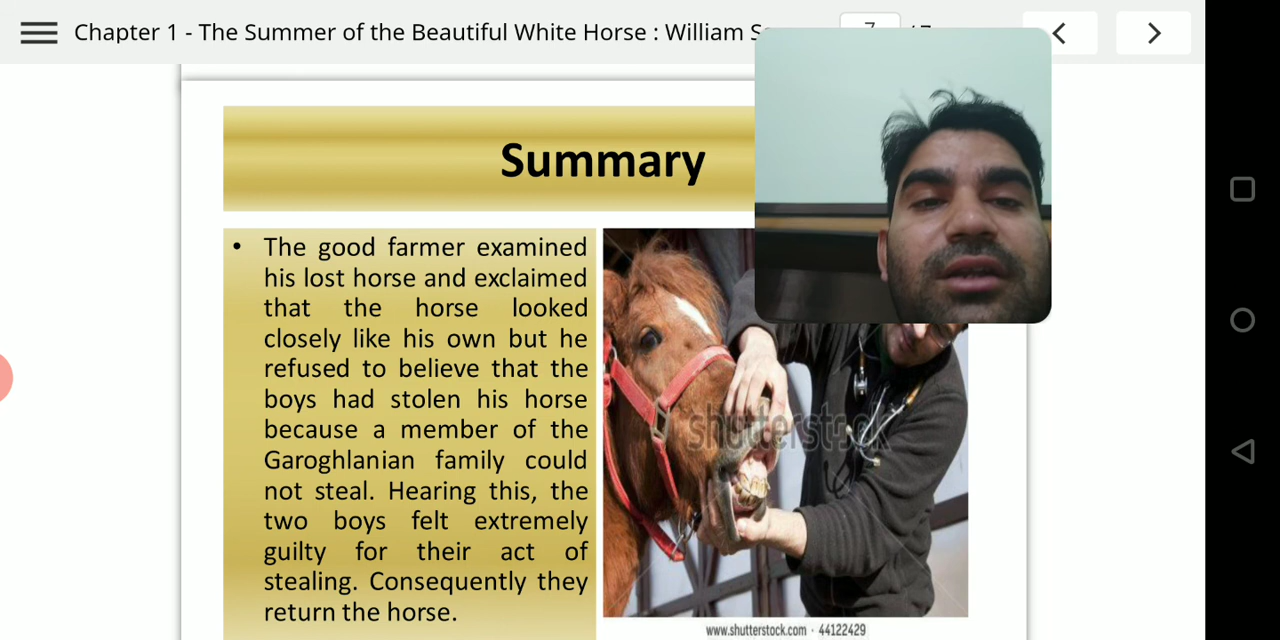 Chapter 1 - The Summer of the Beautiful White Horse : William
Summary
• The good farmer examined
his lost horse and exclaimed
that the horse looked
closely like his own but he
refused to believe that the
boys had stolen his horse
because a member of the
Garoghlanian family could
not steal. Hearing this, the
two boys felt extremely
guilty for their act of
stealing. Consequently they
return the horse.
shutterstock
www.shutterstock.com · 44122429